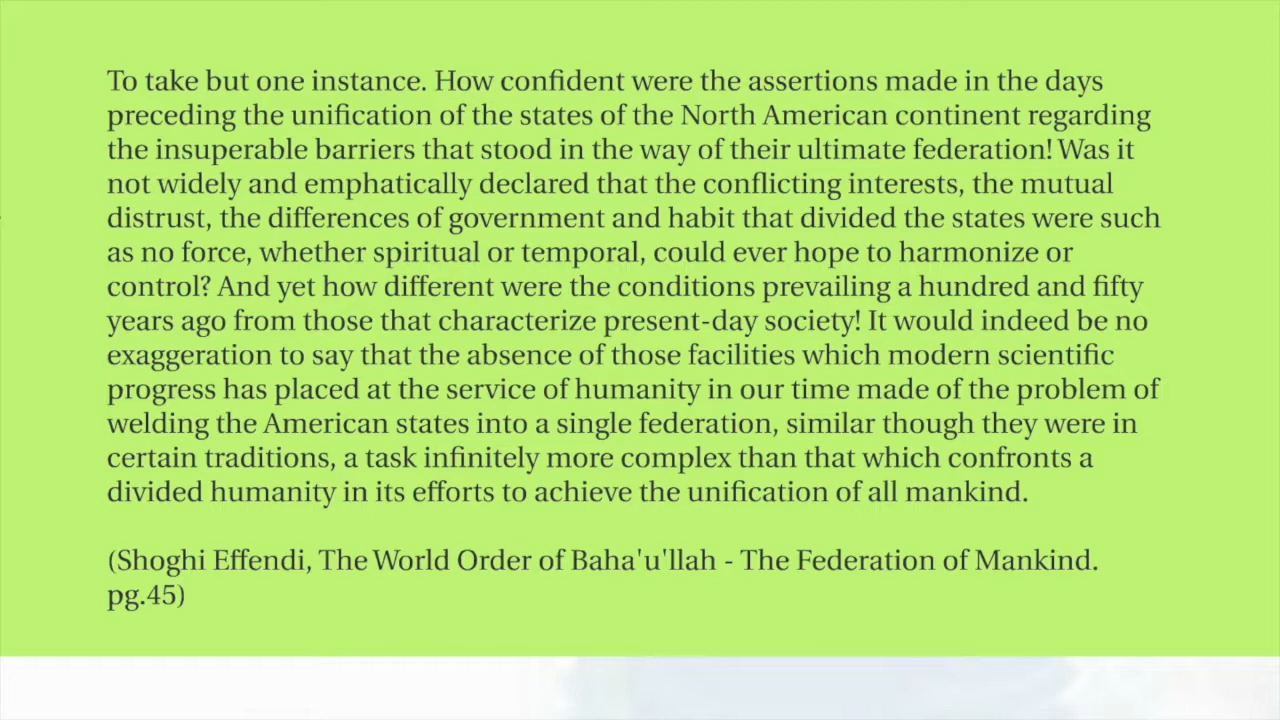 To take but one instance. How confident were the assertions made in the days
preceding the unification of the states of the North American continent regarding
the insuperable barriers that stood in the way of their ultimate federation! Was it
not widely and emphatically declared that the conflicting interests, the mutual
distrust, the differences of government and habit that divided the states were such
as no force, whether spiritual or temporal, could ever hope to harmonize or
control? And yet how different were the conditions prevailing a hundred and fifty
years ago from those that characterize present-day society! It would indeed be no
exaggeration to say that the absence of those facilities which modern scientific
progress has placed at the service of humanity in our time made of the problem of
welding the American states into a single federation, similar though they were in
certain traditions, a task infinitely more complex than that which confronts a
divided humanity in its efforts to achieve the unification of all mankind.
(Shoghi Effendi, The World Order of Baha'u'llah - The Federation of Mankind.
pg.45)